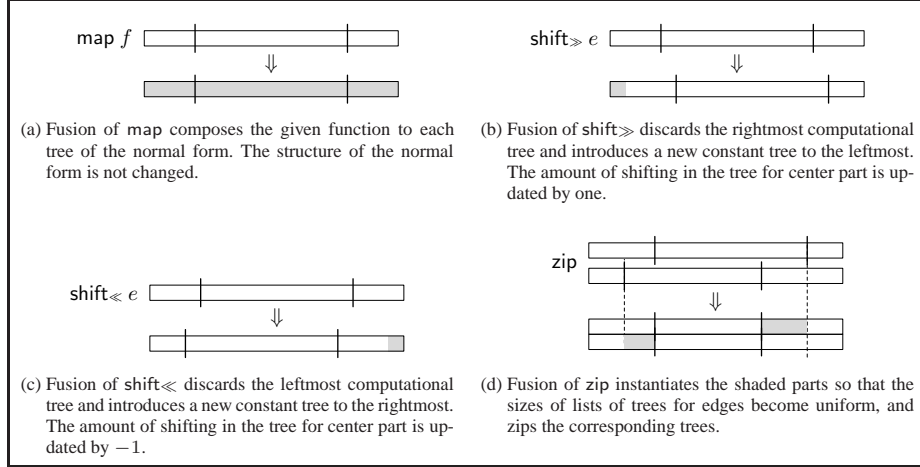 map f
⇓
(a) Fusion of map composes the given function to each
tree of the normal form. The structure of the normal
form is not changed.
shift≫ e
⇓
(b) Fusion of shift≫ discards the rightmost computational
tree and introduces a new constant tree to the leftmost.
The amount of shifting in the tree for center part is up-
dated by one.
shift≪ e
⇓
(c) Fusion of shift≪ discards the leftmost computational
tree and introduces a new constant tree to the rightmost.
The amount of shifting in the tree for center part is up-
dated by −1.
zip
⇓
(d) Fusion of zip instantiates the shaded parts so that the
sizes of lists of trees for edges become uniform, and
zips the corresponding trees.